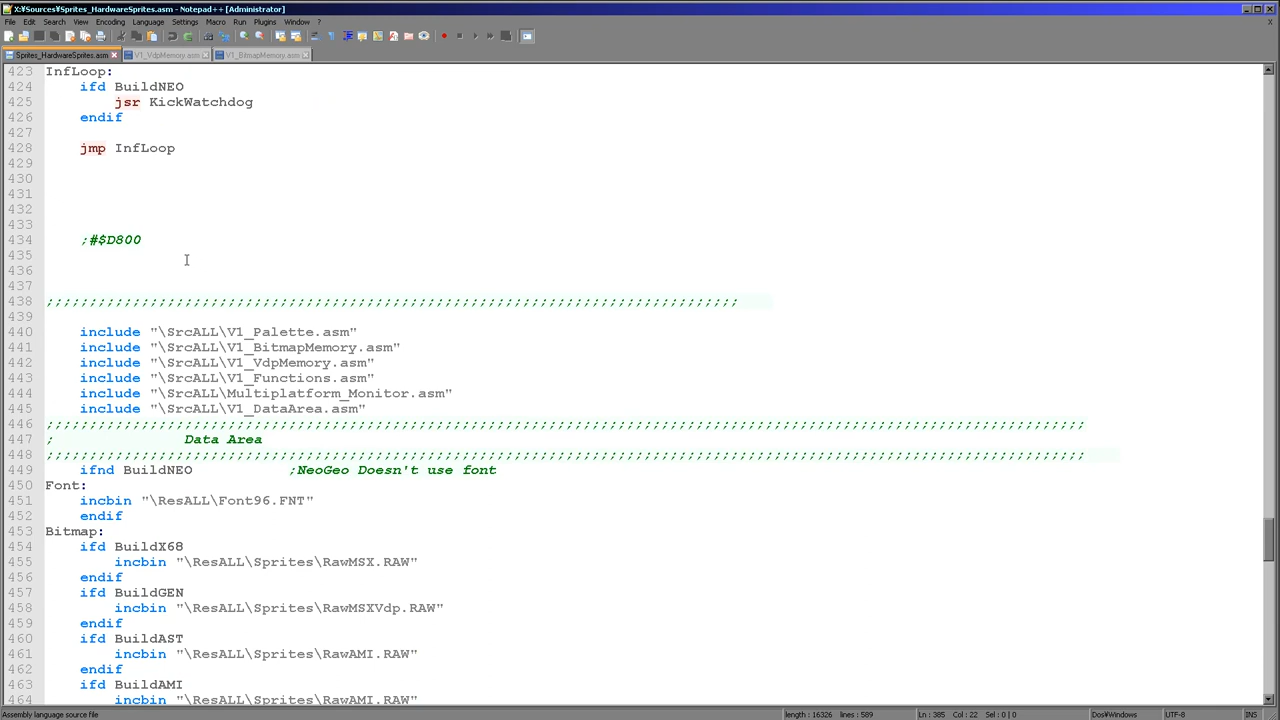 X:¥Sources¥Sprites_HardwareSprites.asm - Notepad++ [Administrator]
File Edit Search View Encoding Language Settings Macro Run Plugins Window ?
X
Sprites_HardwareSprites.asm V1_VdpMemory.asm V1_BitmapMemory.asm
423 InfLoop:
424 ifd BuildNEO
425 jsr KickWatchdog
426 endif
427
428 jmp InfLoop
429
430
431
432
433
434 ;#$D800
435
436
437
438 ;;;;;;;;;;;;;;;;;;;;;;;;;;;;;;;;;;;;;;;;;;;;;;;;;;;;;;;;;;;;;;;;;;;;;;;;;;;;;;;;
439
440 include "\SrcALL\V1_Palette.asm"
441 include "\SrcALL\V1_BitmapMemory.asm"
442 include "\SrcALL\V1_VdpMemory.asm"
443 include "\SrcALL\V1_Functions.asm"
444 include "\SrcALL\Multiplatform_Monitor.asm"
445 include "\SrcALL\V1_DataArea.asm"
446 ;;;;;;;;;;;;;;;;;;;;;;;;;;;;;;;;;;;;;;;;;;;;;;;;;;;;;;;;;;;;;;;;;;;;;;;;;;;;;;;;;;;;;;;;;;;;;;;;;;;;;;;;;;;;;;;;;;;;;;;;
447 ; Data Area
448 ;;;;;;;;;;;;;;;;;;;;;;;;;;;;;;;;;;;;;;;;;;;;;;;;;;;;;;;;;;;;;;;;;;;;;;;;;;;;;;;;;;;;;;;;;;;;;;;;;;;;;;;;;;;;;;;;;;;;;;;;
449 ifnd BuildNEO ;NeoGeo Doesn't use font
450 Font:
451 incbin "\ResALL\Font96.FNT"
452 endif
453 Bitmap:
454 ifd BuildX68
455 incbin "\ResALL\Sprites\RawMSX.RAW"
456 endif
457 ifd BuildGEN
458 incbin "\ResALL\Sprites\RawMSXVdp.RAW"
459 endif
460 ifd BuildAST
461 incbin "\ResALL\Sprites\RawAMI.RAW"
462 endif
463 ifd BuildAMI
464 incbin "\ResALL\Sprites\RawAMI.RAW"
Assembly language source file length : 16326 lines : 589 Ln : 385 Col : 22 Sel : 0 | 0 Dos¥Windows UTF-8 INS